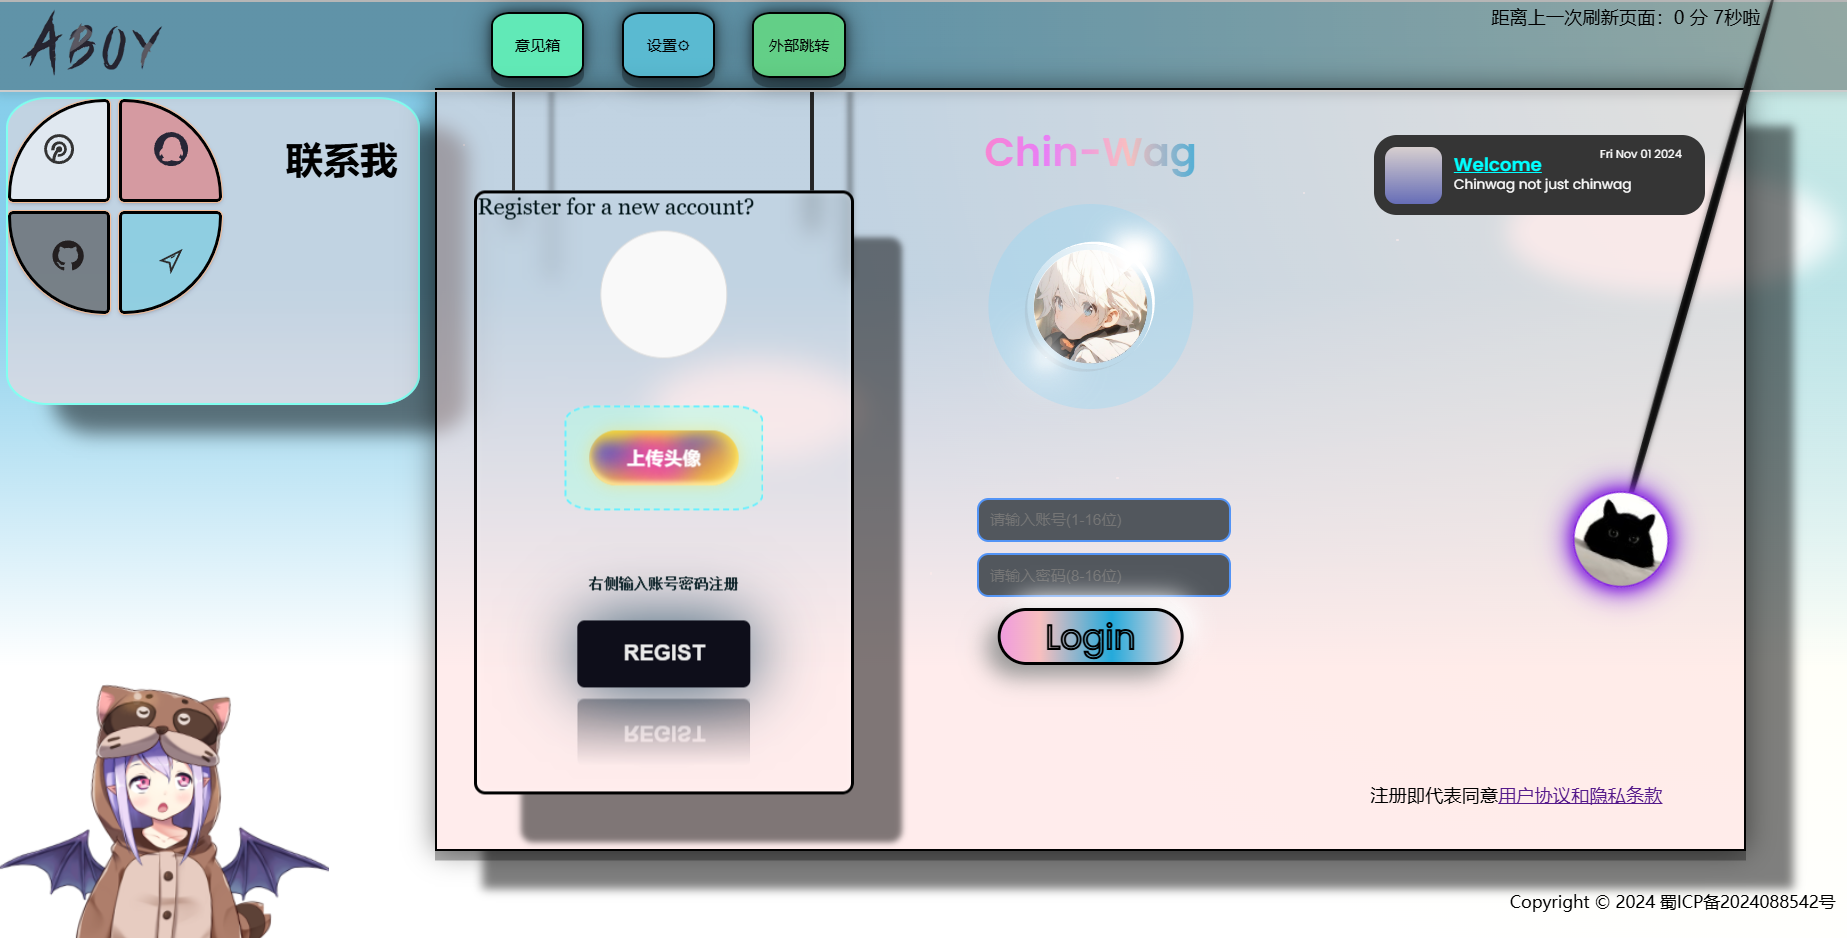 ABOY
意见箱
设置⚙
外部跳转
距离上一次刷新页面：0 分 7秒啦
联系我
Register for a new account?
上传头像
右侧输入账号密码注册
REGIST
REGIST
Chin-Wag
请输入账号(1-16位)
请输入密码(8-16位)
Login
Fri Nov 01 2024
Welcome
Chinwag not just chinwag
注册即代表同意用户协议和隐私条款
Copyright © 2024 蜀ICP备2024088542号